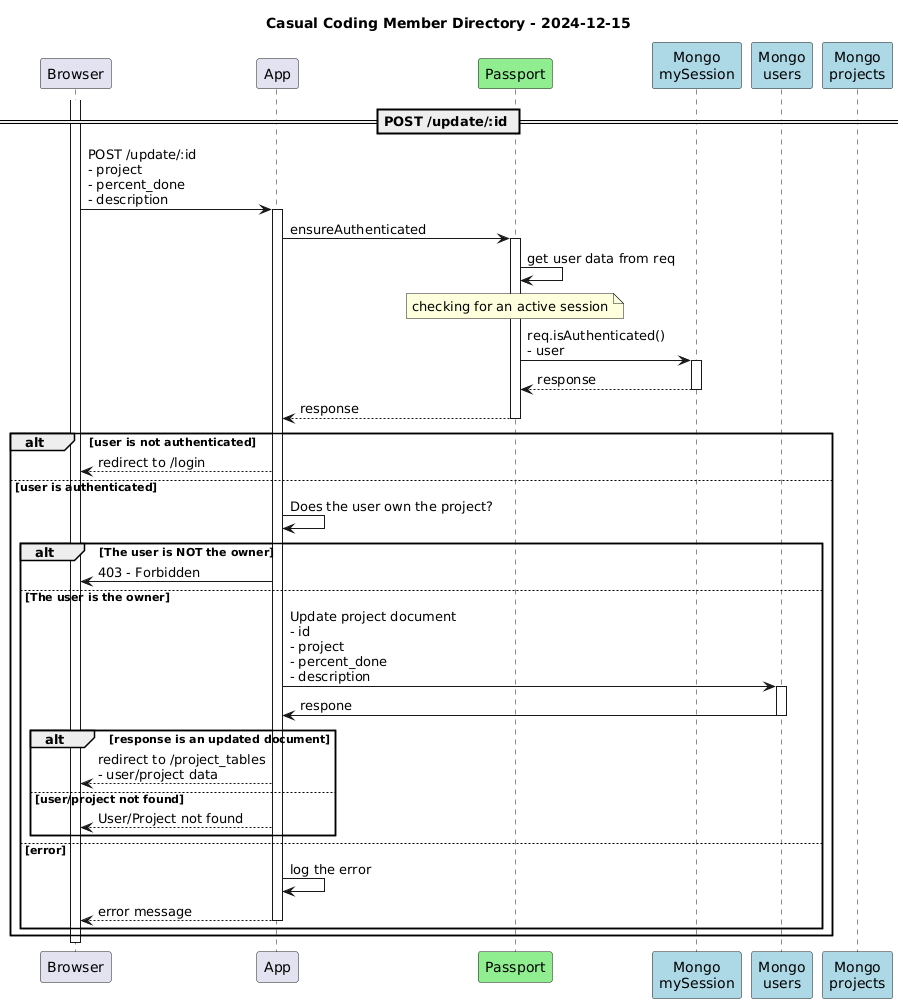 Casual Coding Member Directory - 2024-12-15
Browser
App
Passport
Mongo
mySession
Mongo
users
Mongo
projects
POST /update/:id
POST /update/:id
- project
- percent_done
- description
ensureAuthenticated
get user data from req
checking for an active session
req.isAuthenticated()
- user
response
response
alt [user is not authenticated]
redirect to /login
[user is authenticated]
Does the user own the project?
alt [The user is NOT the owner]
403 - Forbidden
[The user is the owner]
Update project document
- id
- project
- percent_done
- description
respone
alt [response is an updated document]
redirect to /project_tables
- user/project data
[user/project not found]
User/Project not found
[error]
log the error
error message
Browser
App
Passport
Mongo
mySession
Mongo
users
Mongo
projects